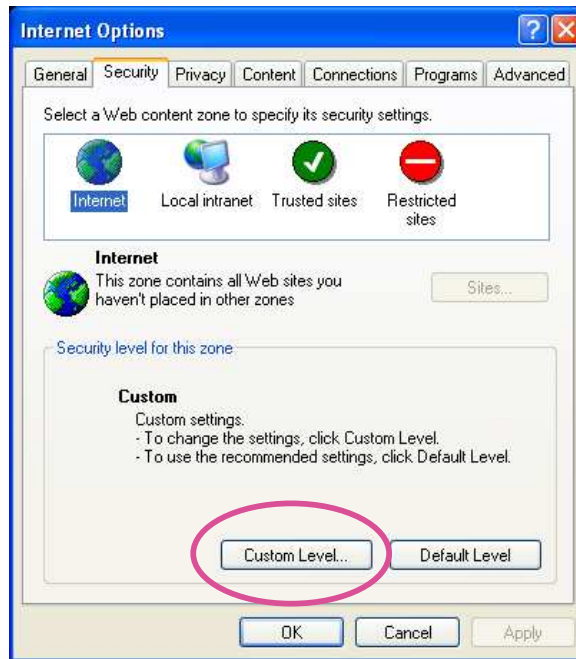 Internet Options
General Security Privacy Content Connections Programs Advanced
Select a Web content zone to specify its security settings.
Internet Local intranet Trusted sites Restricted
sites
Internet
This zone contains all Web sites you
haven't placed in other zones
Sites...
Security level for this zone
Custom
Custom settings.
- To change the settings, click Custom Level.
- To use the recommended settings, click Default Level.
Custom Level... Default Level
OK Cancel Apply